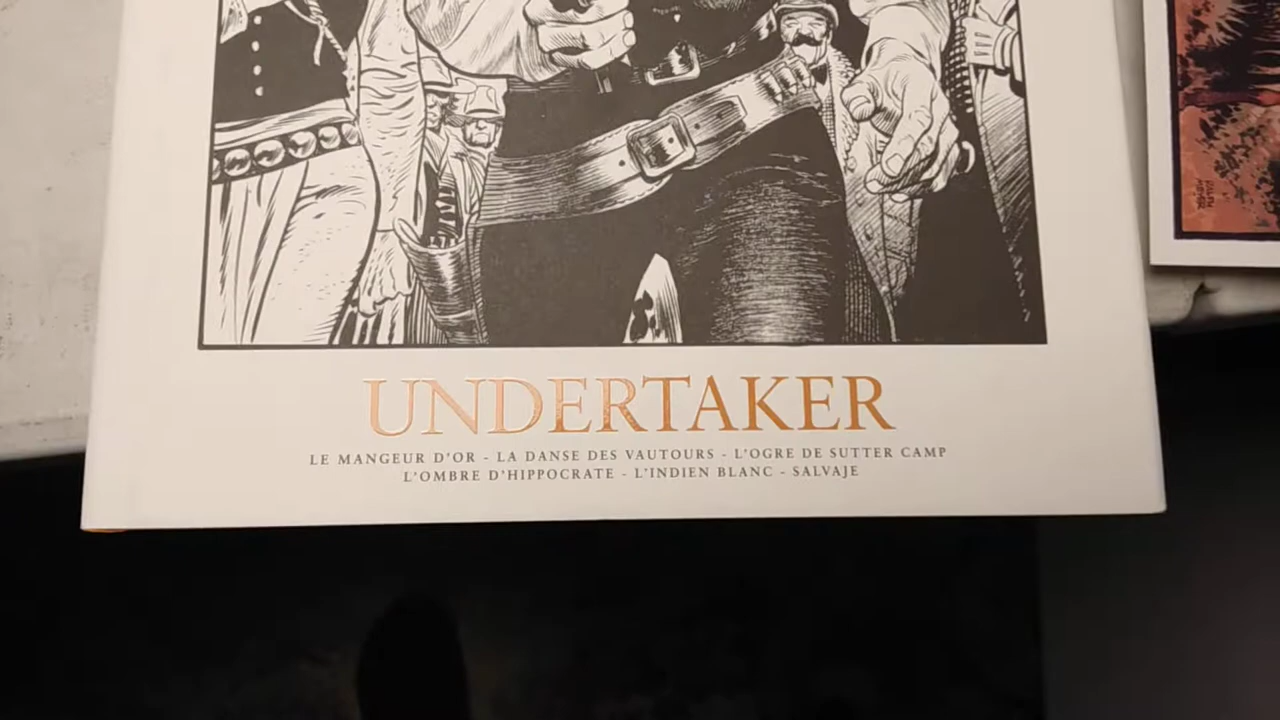 UNDERTAKER
LE MANGEUR D'OR - LA DANSE DES VAUTOURS - L'OGRE DE SUTTER CAMP
L'OMBRE D'HIPPOCRATE - L'INDIEN BLANC - SALVAJE